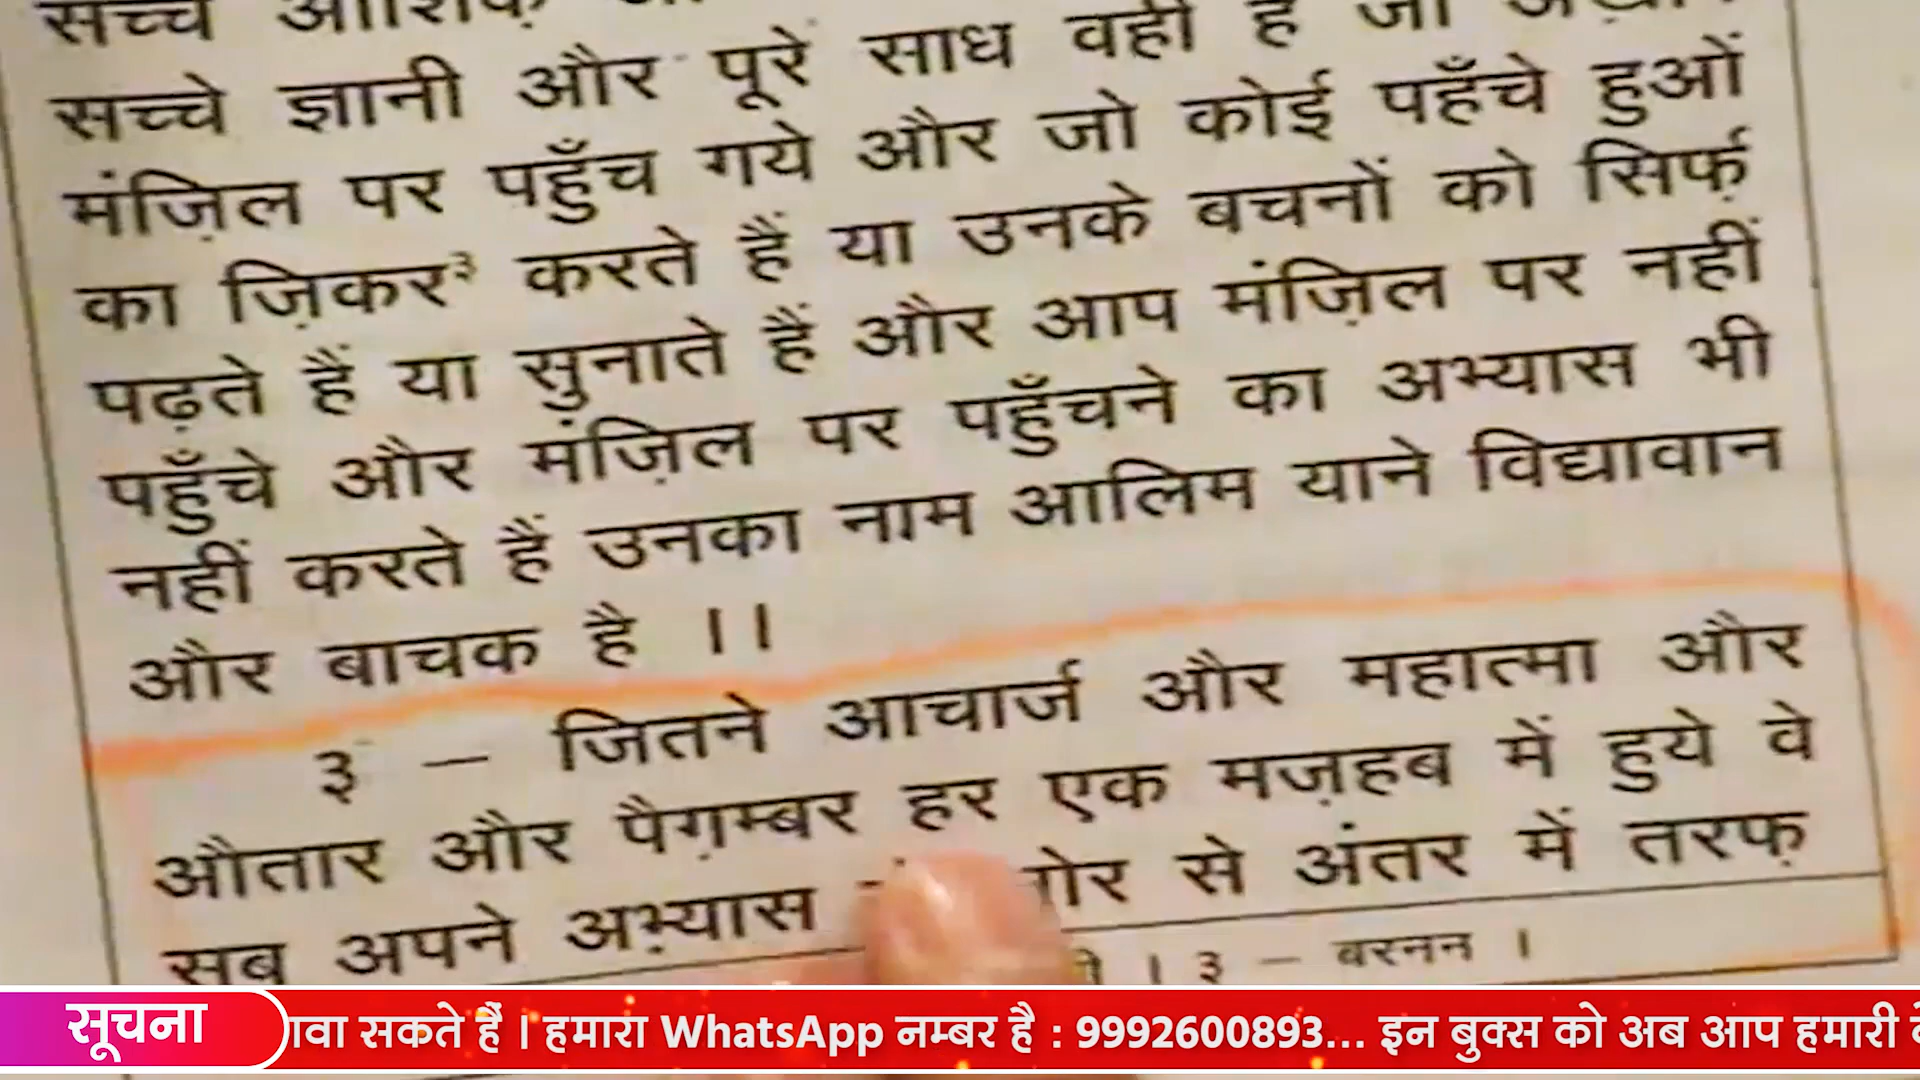 सच्चे
सच्चे ज्ञानी और पूरे साध वही हैं जो
मंज़िल पर पहुँच गये और जो कोई पहुँचे हुओं
का ज़िकर३ करते हैं या उनके बचनों को सिर्फ़
पढ़ते हैं या सुनाते हैं और आप मंज़िल पर नहीं
पहुँचे और मंज़िल पर पहुँचने का अभ्यास भी
नहीं करते हैं उनका नाम आलिम याने विद्यावान
और बाचक है ।।
३ — जितने आचार्ज और महात्मा और
औतार और पैग़म्बर हर एक मज़हब में हुये वे
सब अपने अभ्यास से अंतर में तरफ़
। ३ – बरनन ।
सूचना
सकते हैं । हमारा WhatsApp नम्बर है : 9992600893... इन बुक्स को अब आप हमारी